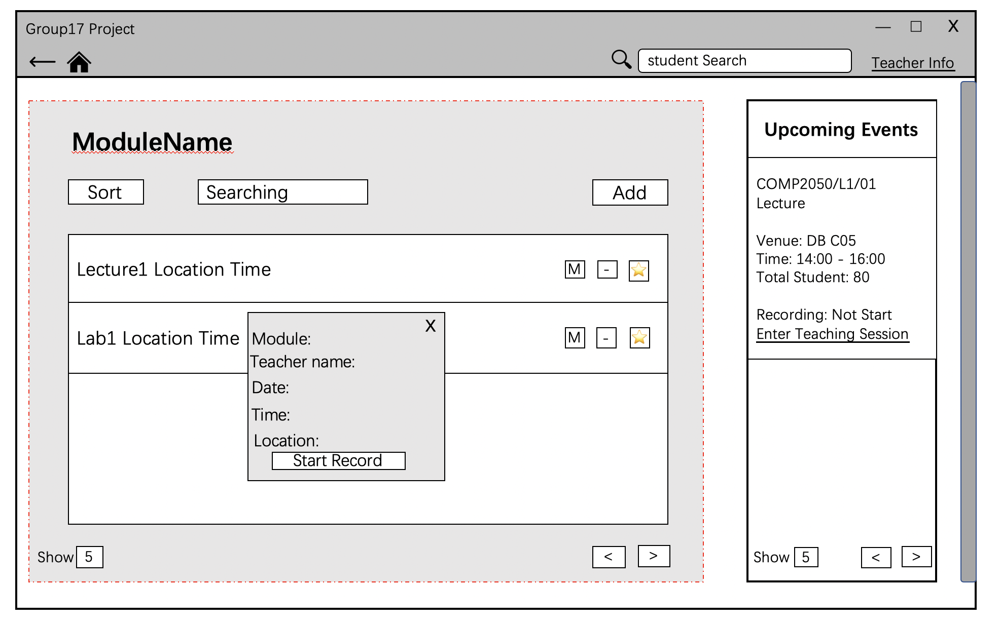 Group17 Project
— □ X
student Search
Teacher Info
ModuleName
Sort
Searching
Add
Lecture1 Location Time
M
-
Lab1 Location Time
M
-
X
Module:
Teacher name:
Date:
Time:
Location:
Start Record
Show 5
<
>
Upcoming Events
COMP2050/L1/01
Lecture
Venue: DB C05
Time: 14:00 - 16:00
Total Student: 80
Recording: Not Start
Enter Teaching Session
Show 5
<
>